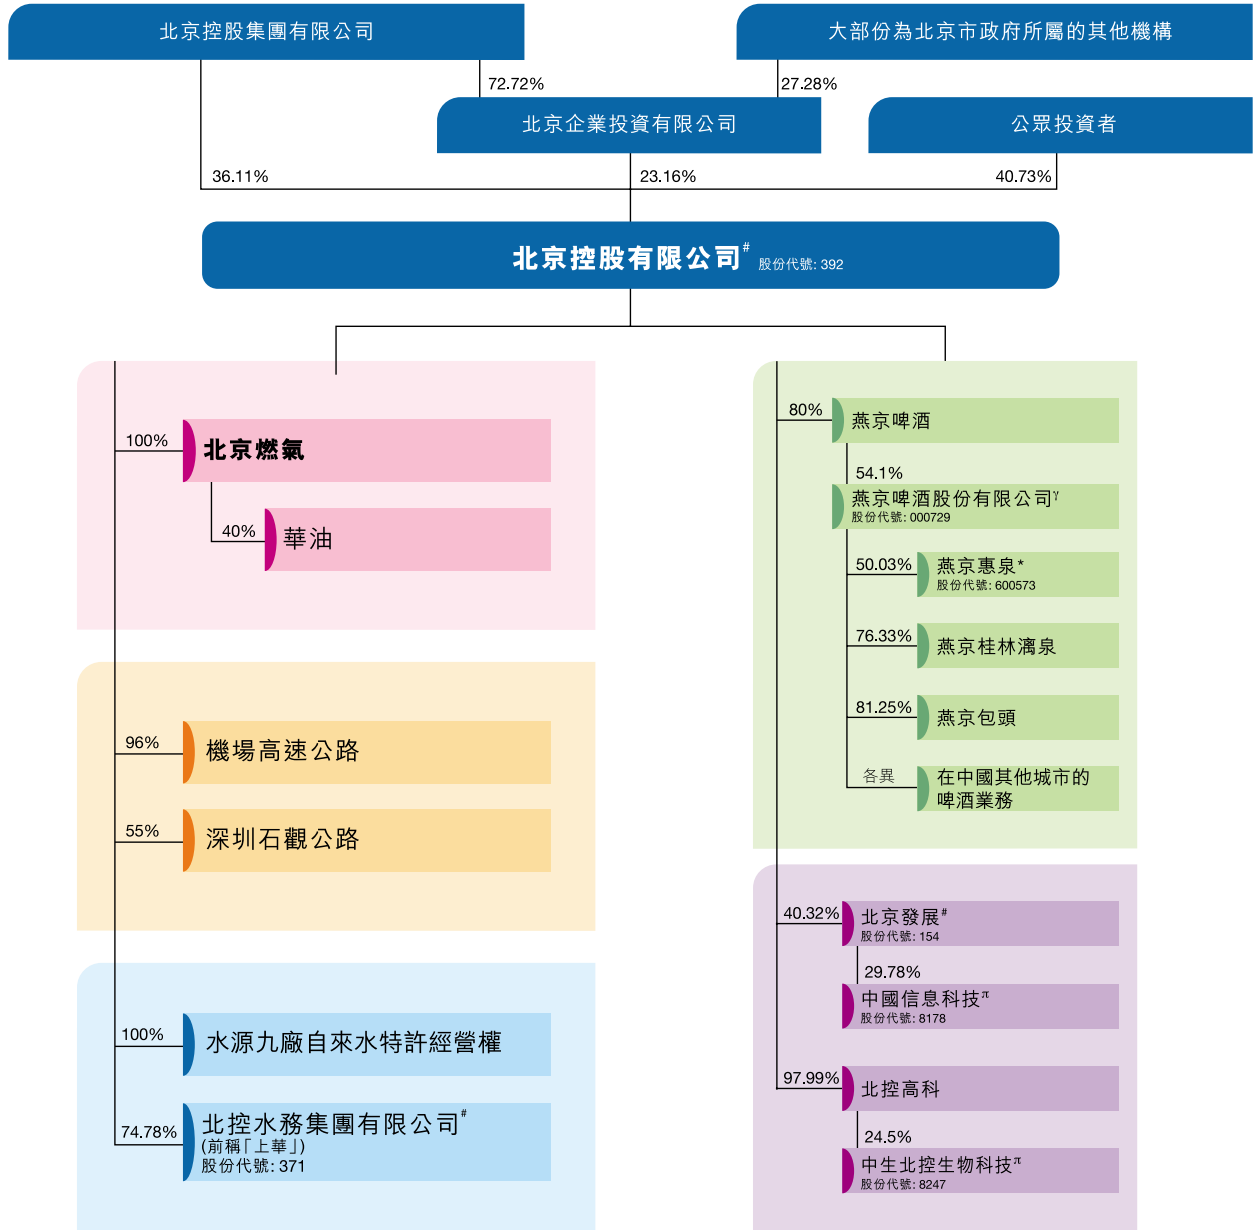 北京控股集團有限公司
大部份為北京市政府所屬的其他機構
72.72%
27.28%
北京企業投資有限公司
公眾投資者
36.11%
23.16%
40.73%
北京控股有限公司# 股份代號: 392
100%
北京燃氣
40%
華油
96%
機場高速公路
55%
深圳石觀公路
100%
水源九廠自來水特許經營權
74.78%
北控水務集團有限公司#
(前稱「上華」)
股份代號: 371
80%
燕京啤酒
54.1%
燕京啤酒股份有限公司γ
股份代號: 000729
50.03%
燕京惠泉*
股份代號: 600573
76.33%
燕京桂林漓泉
81.25%
燕京包頭
各異
在中國其他城市的
啤酒業務
40.32%
北京發展#
股份代號: 154
29.78%
中國信息科技π
股份代號: 8178
97.99%
北控高科
24.5%
中生北控生物科技π
股份代號: 8247